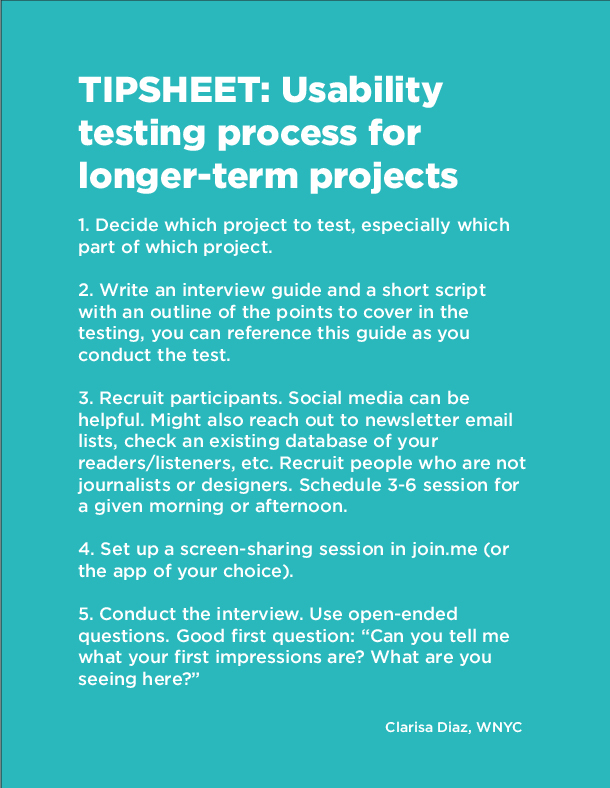 TIPSHEET: Usability
testing process for
longer-term projects
1. Decide which project to test, especially which
part of which project.
2. Write an interview guide and a short script
with an outline of the points to cover in the
testing, you can reference this guide as you
conduct the test.
3. Recruit participants. Social media can be
helpful. Might also reach out to newsletter email
lists, check an existing database of your
readers/listeners, etc. Recruit people who are not
journalists or designers. Schedule 3-6 session for
a given morning or afternoon.
4. Set up a screen-sharing session in join.me (or
the app of your choice).
5. Conduct the interview. Use open-ended
questions. Good first question: “Can you tell me
what your first impressions are? What are you
seeing here?”
Clarisa Diaz, WNYC